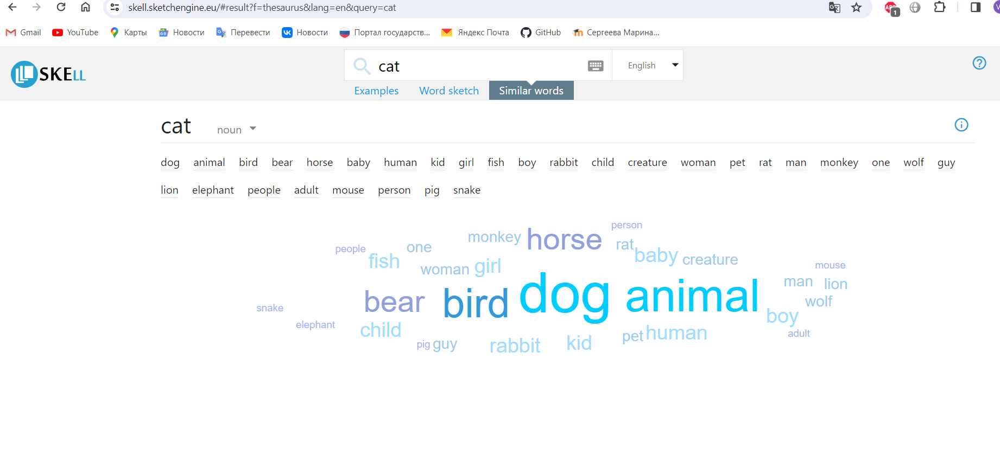 skell.sketchengine.eu/#result?f=thesaurus&lang=en&query=cat
1
Gmail YouTube Карты Новости Перевести Новости Портал государств... Яндекс Почта GitHub Сергеева Марина...
SKELL
cat English
Examples Word sketch Similar words
cat noun
dog animal bird bear horse baby human kid girl fish boy rabbit child creature woman pet rat man monkey one wolf guy
lion elephant people adult mouse person pig snake
person
monkey horse rat
people one baby creature
fish woman girl mouse
man lion
bear bird dog animal wolf
snake boy
elephant child human adult
pig guy rabbit kid pet